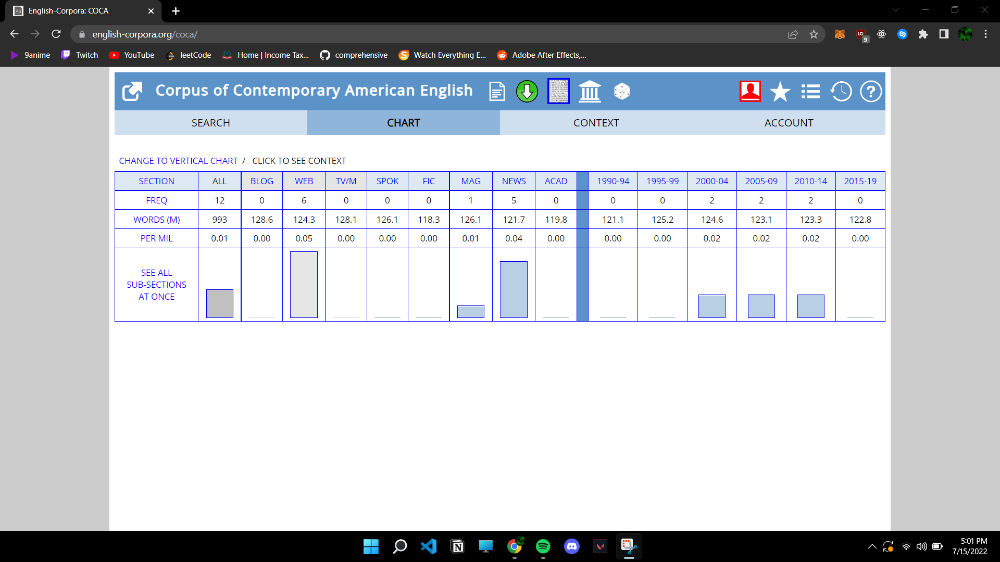 English-Corpora: COCA
english-corpora.org/coca/
9
9anime Twitch YouTube leetCode Home | Income Tax... comprehensive Watch Everything E... Adobe After Effects,...
Corpus of Contemporary American English
SEARCH CHART CONTEXT ACCOUNT
CHANGE TO VERTICAL CHART / CLICK TO SEE CONTEXT
SECTION ALL BLOG WEB TV/M SPOK FIC MAG NEWS ACAD 1990-94 1995-99 2000-04 2005-09 2010-14 2015-19
FREQ 12 0 6 0 0 0 1 5 0 0 0 2 2 2 0
WORDS (M) 993 128.6 124.3 128.1 126.1 118.3 126.1 121.7 119.8 121.1 125.2 124.6 123.1 123.3 122.8
PER MIL 0.01 0.00 0.05 0.00 0.00 0.00 0.01 0.04 0.00 0.00 0.00 0.02 0.02 0.02 0.00
SEE ALL
SUB-SECTIONS
AT ONCE
5:01 PM
7/15/2022